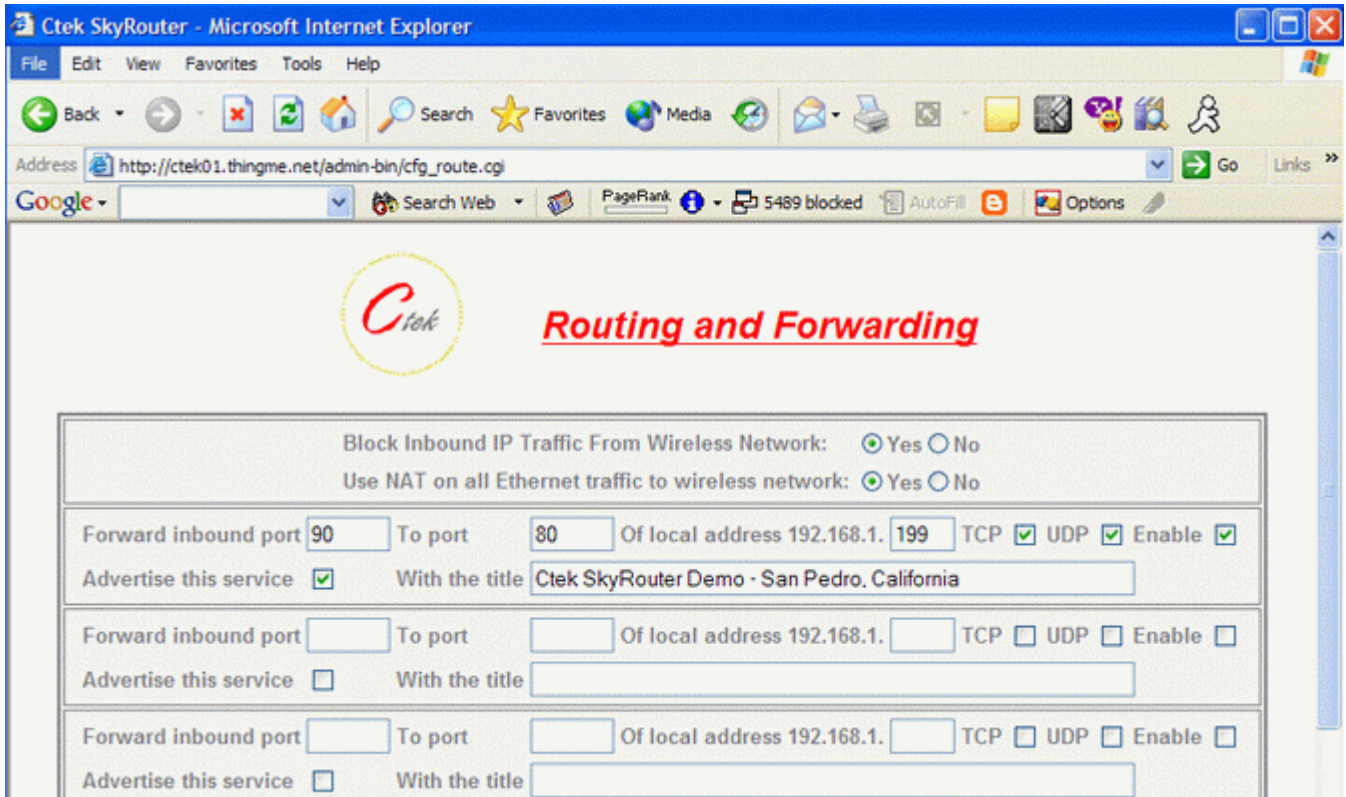 Ctek SkyRouter - Microsoft Internet Explorer
File Edit View Favorites Tools Help
Back Search Favorites Media
Address http://ctek01.thingme.net/admin-bin/cfg_route.cgi Go Links »
Google Search Web PageRank 5489 blocked AutoFill Options
Ctek
Routing and Forwarding
Block Inbound IP Traffic From Wireless Network: Yes No
Use NAT on all Ethernet traffic to wireless network: Yes No
Forward inbound port 90 To port 80 Of local address 192.168.1. 199 TCP UDP Enable
Advertise this service With the title Ctek SkyRouter Demo - San Pedro, California
Forward inbound port To port Of local address 192.168.1. TCP UDP Enable
Advertise this service With the title
Forward inbound port To port Of local address 192.168.1. TCP UDP Enable
Advertise this service With the title